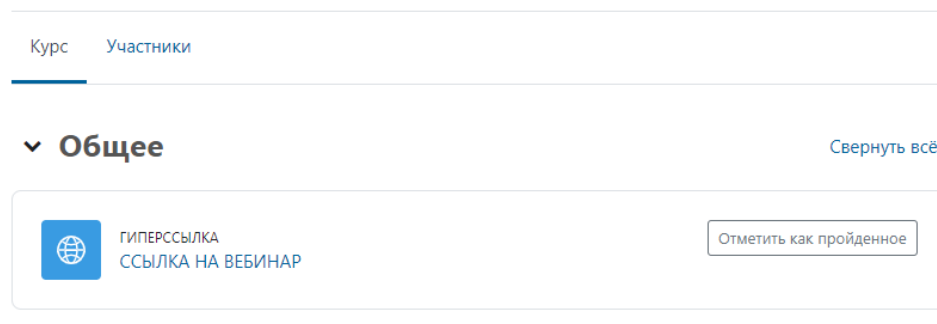 Курс Участники
Общее
Свернуть всё
ГИПЕРССЫЛКА
ССЫЛКА НА ВЕБИНАР
Отметить как пройденное